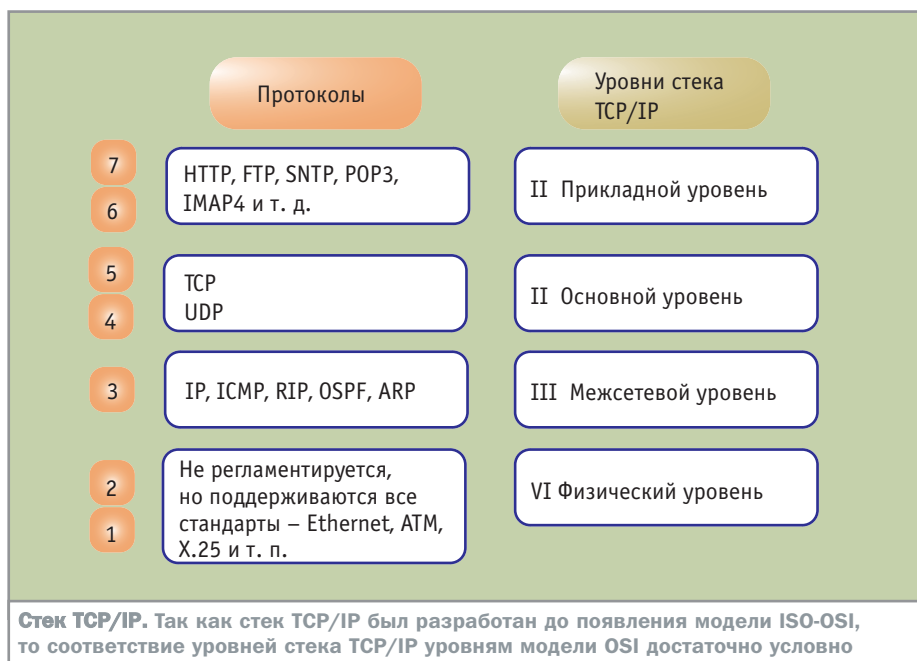 Протоколы
Уровни стека
TCP/IP
7
6
HTTP, FTP, SNTP, POP3,
IMAP4 и т. д.
II Прикладной уровень
5
4
TCP
UDP
II Основной уровень
3
IP, ICMP, RIP, OSPF, ARP
III Межсетевой уровень
2
1
Не регламентируется,
но поддерживаются все
стандарты – Ethernet, ATM,
X.25 и т. п.
VI Физический уровень
Стек TCP/IP. Так как стек TCP/IP был разработан до появления модели ISO-OSI,
то соответствие уровней стека TCP/IP уровням модели OSI достаточно условно